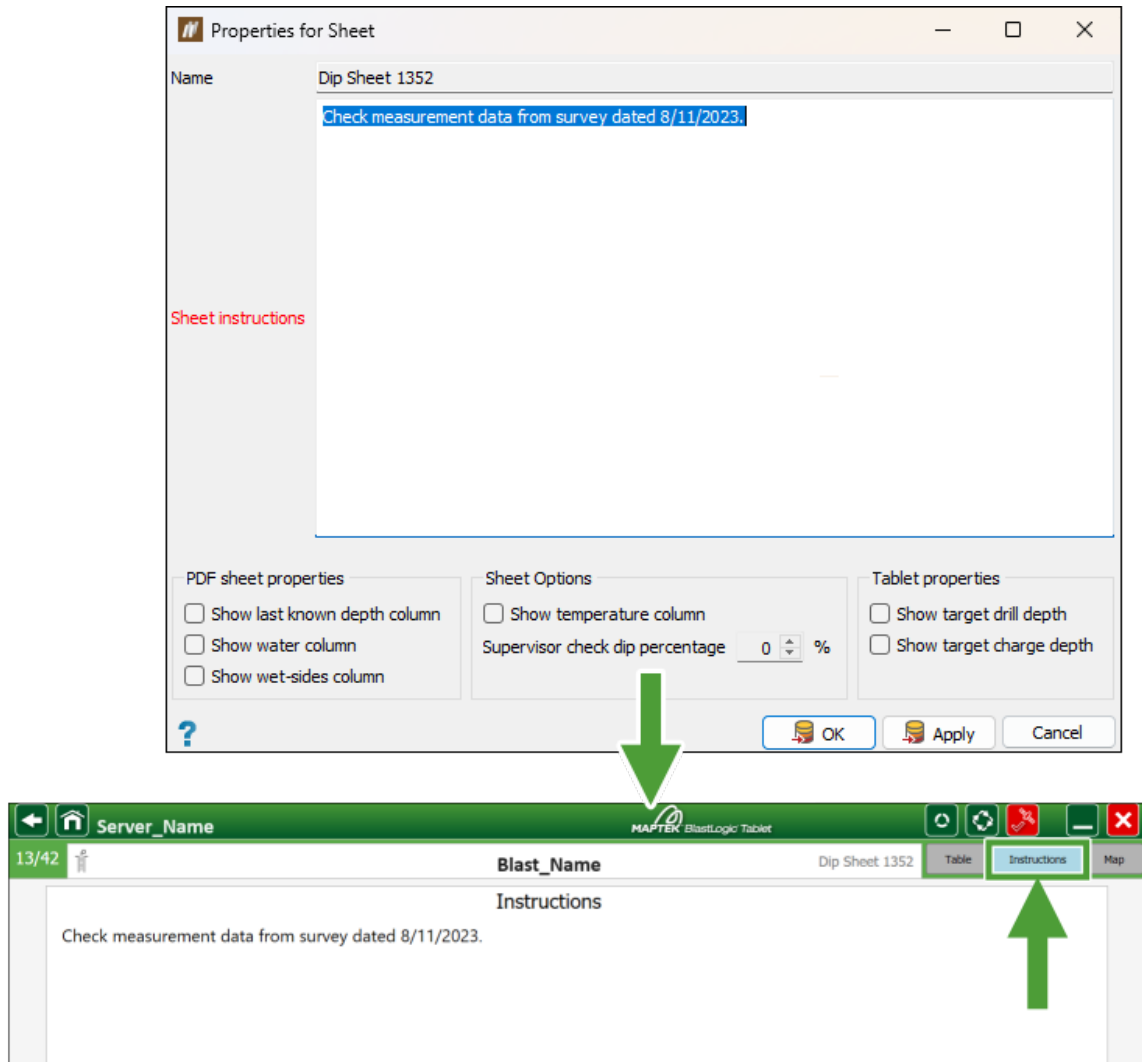 Properties for Sheet
Name Dip Sheet 1352
Check measurement data from survey dated 8/11/2023.
Sheet instructions
PDF sheet properties
Show last known depth column
Show water column
Show wet-sides column
Sheet Options
Show temperature column
Supervisor check dip percentage 0 %
Tablet properties
Show target drill depth
Show target charge depth
? OK Apply Cancel
Server_Name MAPTEK BlastLogic Tablet
13/42 Blast_Name Dip Sheet 1352 Table Instructions Map
Instructions
Check measurement data from survey dated 8/11/2023.